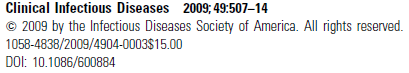 Clinical Infectious Diseases 2009; 49:507–14
© 2009 by the Infectious Diseases Society of America. All rights reserved.
1058-4838/2009/4904-0003$15.00
DOI: 10.1086/600884